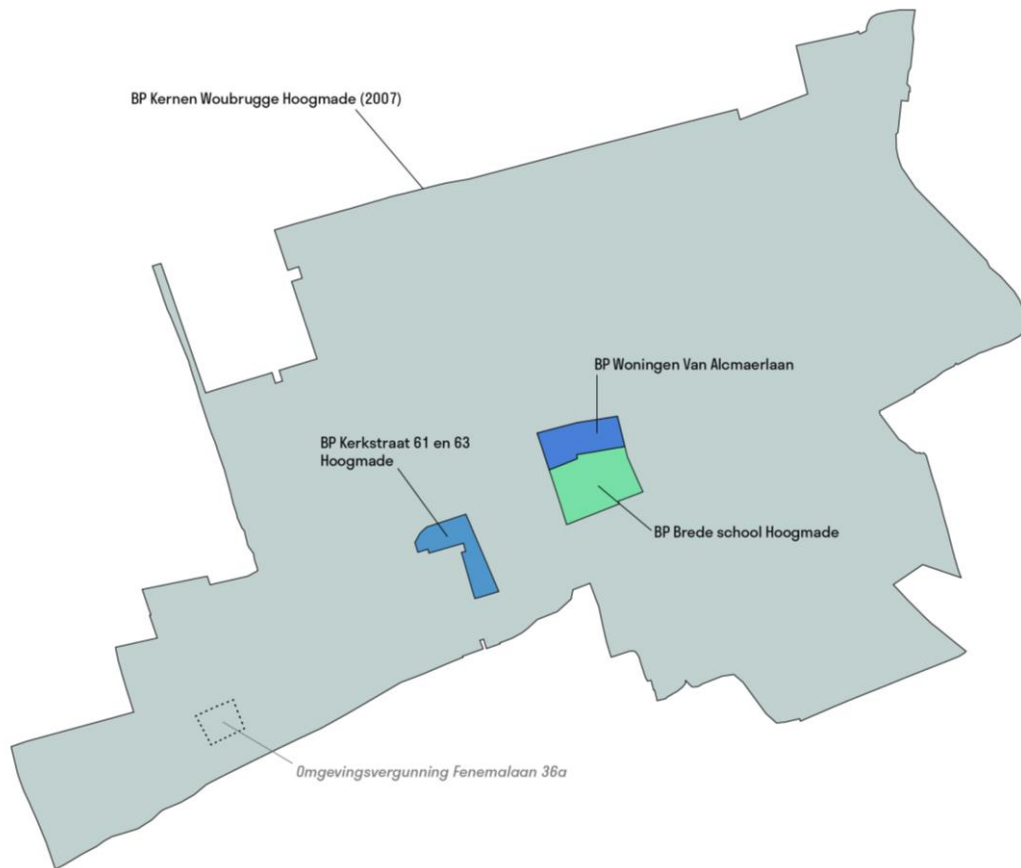 BP Kernen Woubrugge Hoogmade (2007)
BP Woningen Van Alcmaerlaan
BP Kerkstraat 61 en 63
Hoogmade
BP Brede school Hoogmade
Omgevingsvergunning Fenemalaan 36a